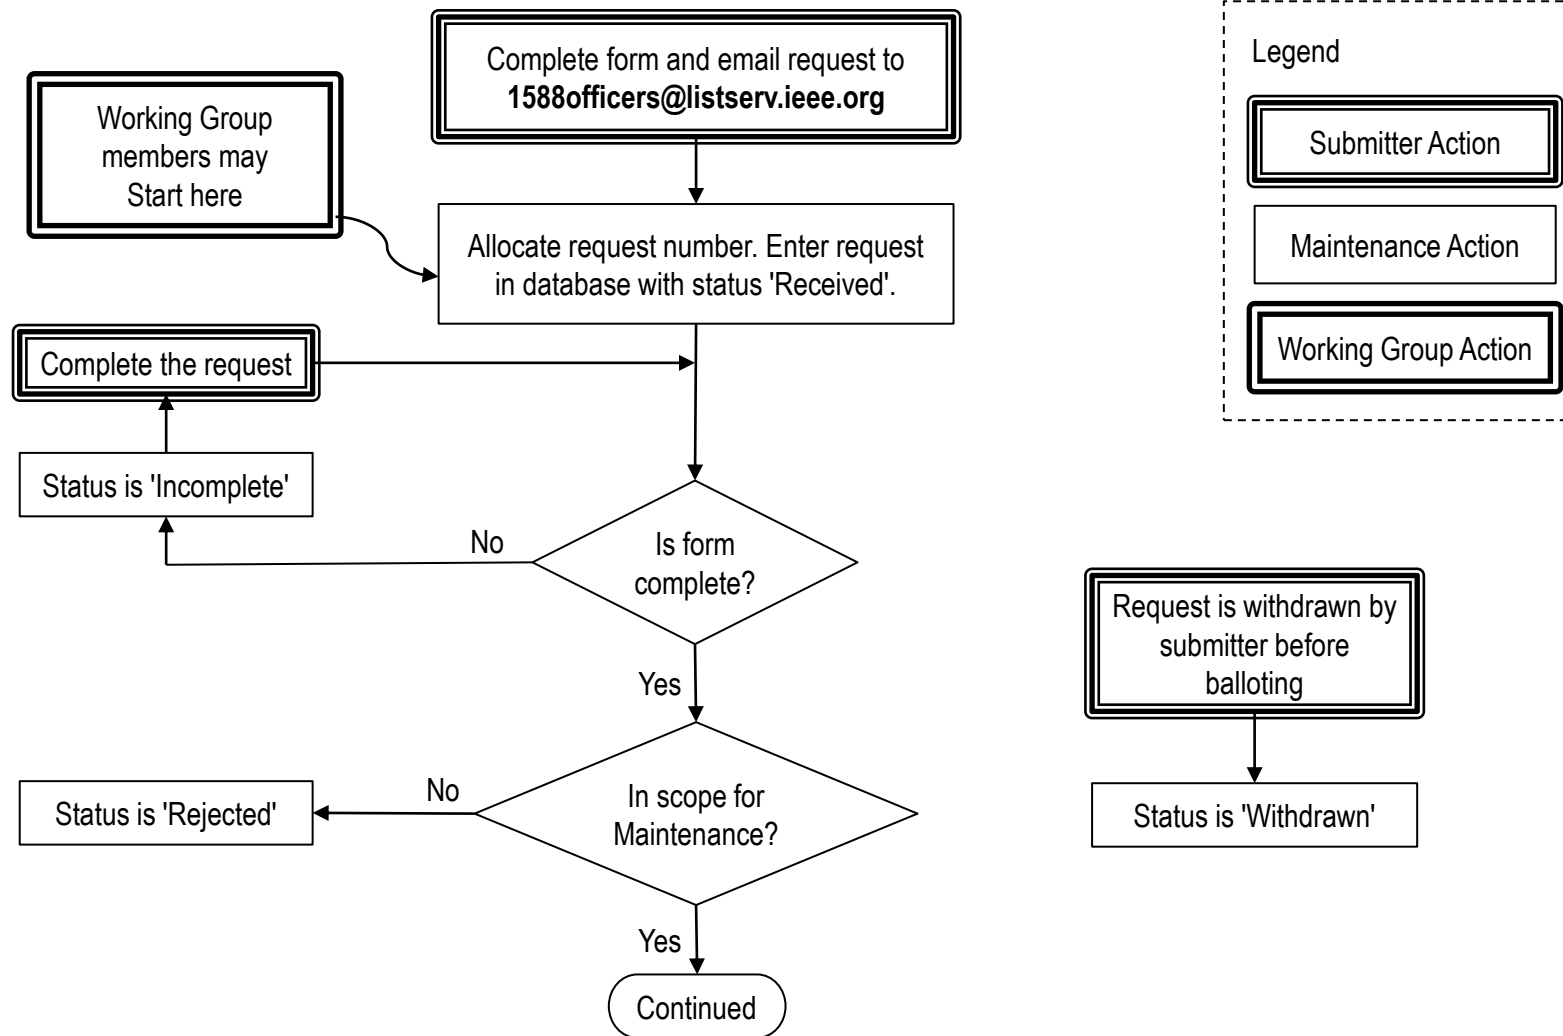 Complete form and email request to
1588officers@listserv.ieee.org
Legend
Working Group
members may
Start here
Submitter Action
Allocate request number. Enter request
in database with status 'Received'.
Maintenance Action
Complete the request
Working Group Action
Status is 'Incomplete'
No
Is form
complete?
Request is withdrawn by
submitter before
balloting
Yes
Status is 'Rejected'
No
In scope for
Maintenance?
Status is 'Withdrawn'
Yes
Continued